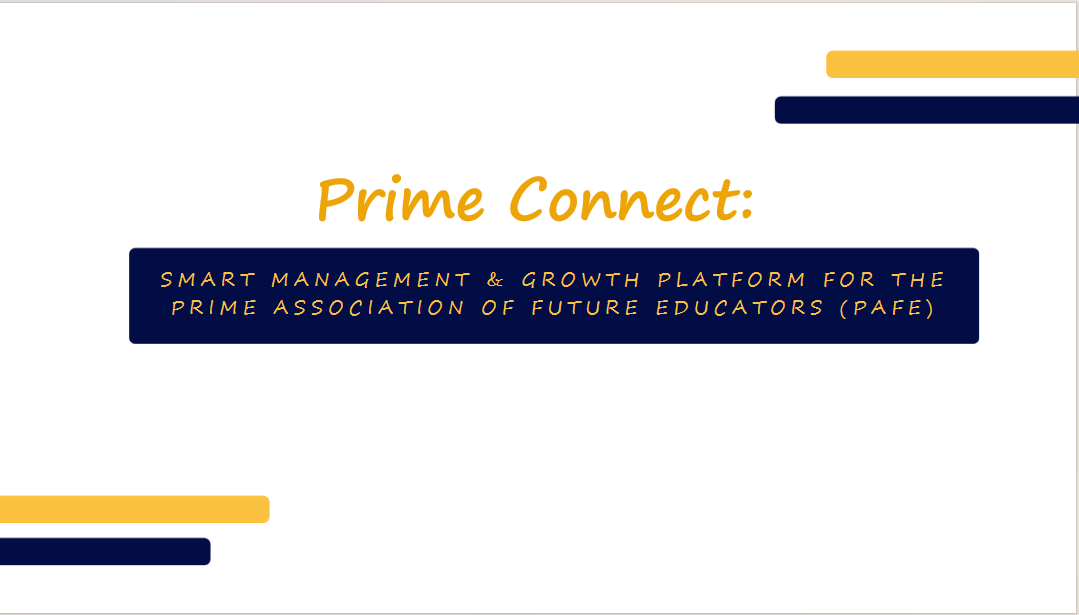 Prime Connect:
SMART MANAGEMENT & GROWTH PLATFORM FOR THE
PRIME ASSOCIATION OF FUTURE EDUCATORS (PAFE)